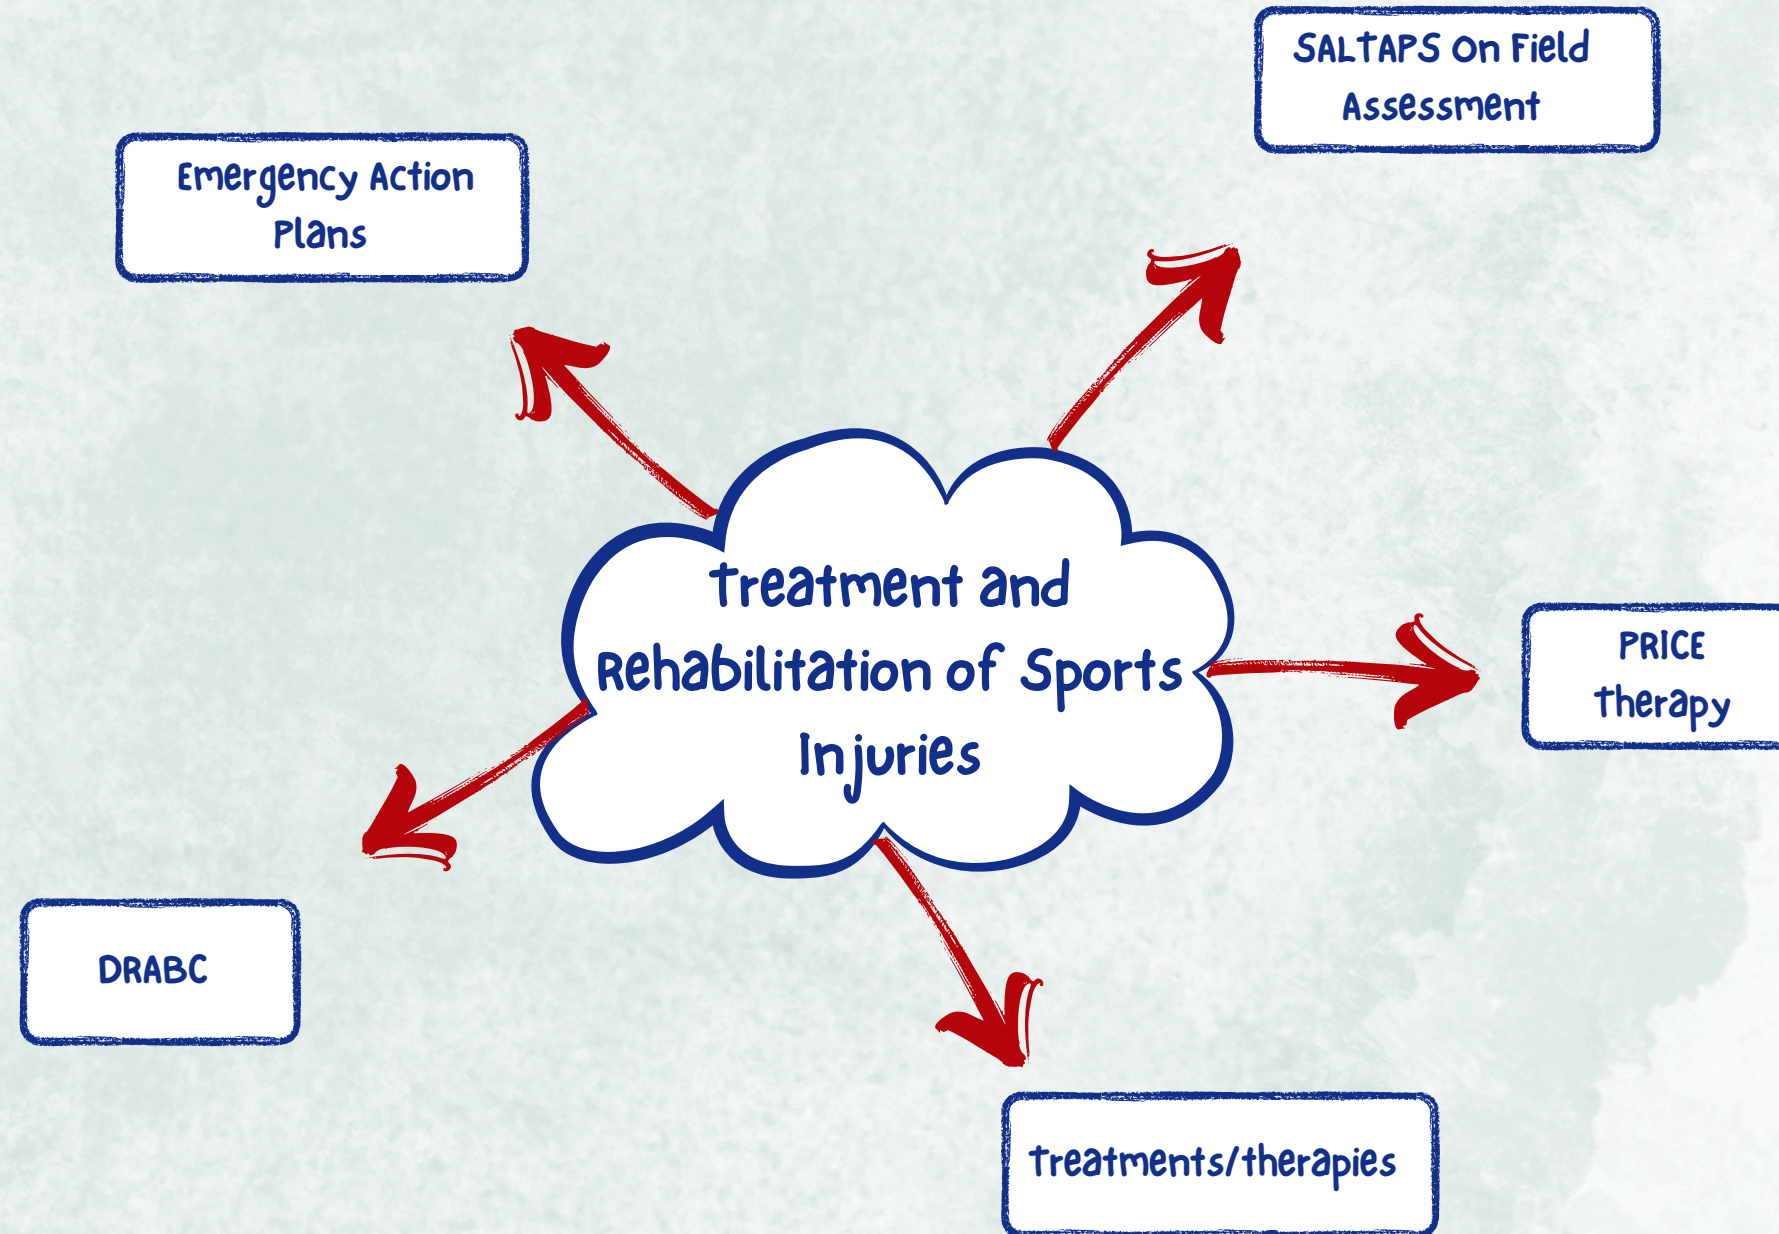 SALTAPS On Field
Assessment
Emergency Action
Plans
Treatment and
Rehabilitation of Sports
Injuries
PRICE
Therapy
DRABC
Treatments/therapies